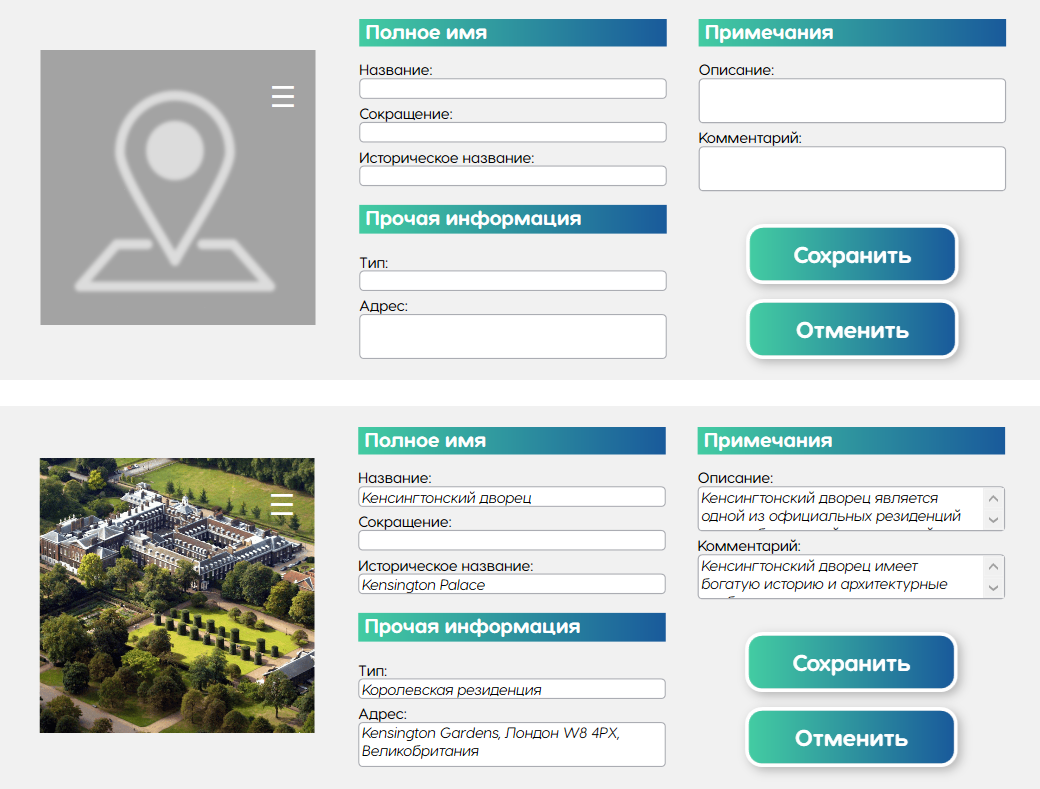 Полное имя
Название:
Сокращение:
Историческое название:
Прочая информация
Тип:
Адрес:
Примечания
Описание:
Комментарий:
Сохранить
Отменить
Полное имя
Название:
Кенсингтонский дворец
Сокращение:
Историческое название:
Kensington Palace
Прочая информация
Тип:
Королевская резиденция
Адрес:
Kensington Gardens, Лондон W8 4PX,
Великобритания
Примечания
Описание:
Кенсингтонский дворец является
одной из официальных резиденций
Комментарий:
Кенсингтонский дворец имеет
богатую историю и архитектурные
Сохранить
Отменить